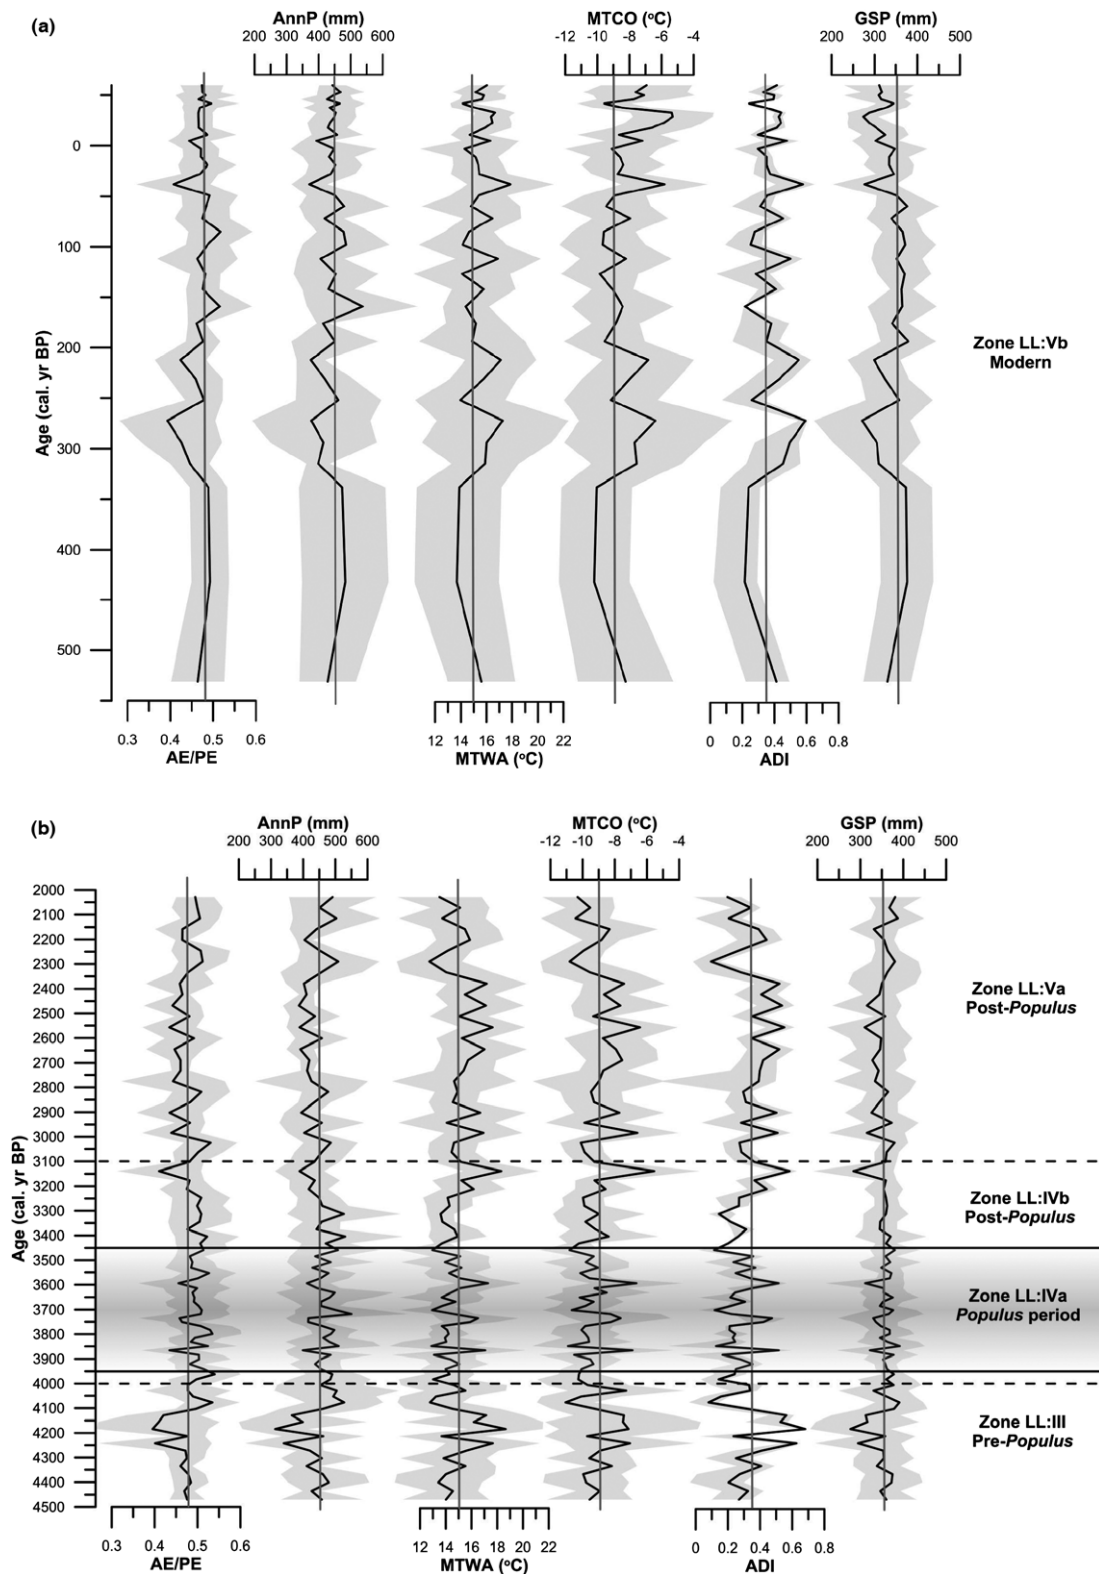 (a)
AnnP (mm)
MTCO (°C)
GSP (mm)
200 400 600
-12 -10 -8 -6 -4
200 300 400 500
0
100
200
300
400
500
Age (cal. yr BP)
Zone LL:Vb
Modern
0.3 0.4 0.5 0.6
AE/PE
12 14 16 18 20 22
MTWA (°C)
0 0.2 0.4 0.6 0.8
ADI
(b)
AnnP (mm)
MTCO (°C)
GSP (mm)
200 300 400 500 600
-12 -10 -8 -6 -4
200 300 400 500
2000
2100
2200
2300
2400
2500
2600
2700
2800
2900
3000
3100
3200
3300
3400
3500
3600
3700
3800
3900
4000
4100
4200
4300
4400
4500
Age (cal. yr BP)
Zone LL:Va
Post-Populus
Zone LL:IVb
Post-Populus
Zone LL:IVa
Populus period
Zone LL:III
Pre-Populus
0.3 0.4 0.5 0.6
AE/PE
12 14 16 18 20 22
MTWA (°C)
0 0.2 0.4 0.6 0.8
ADI